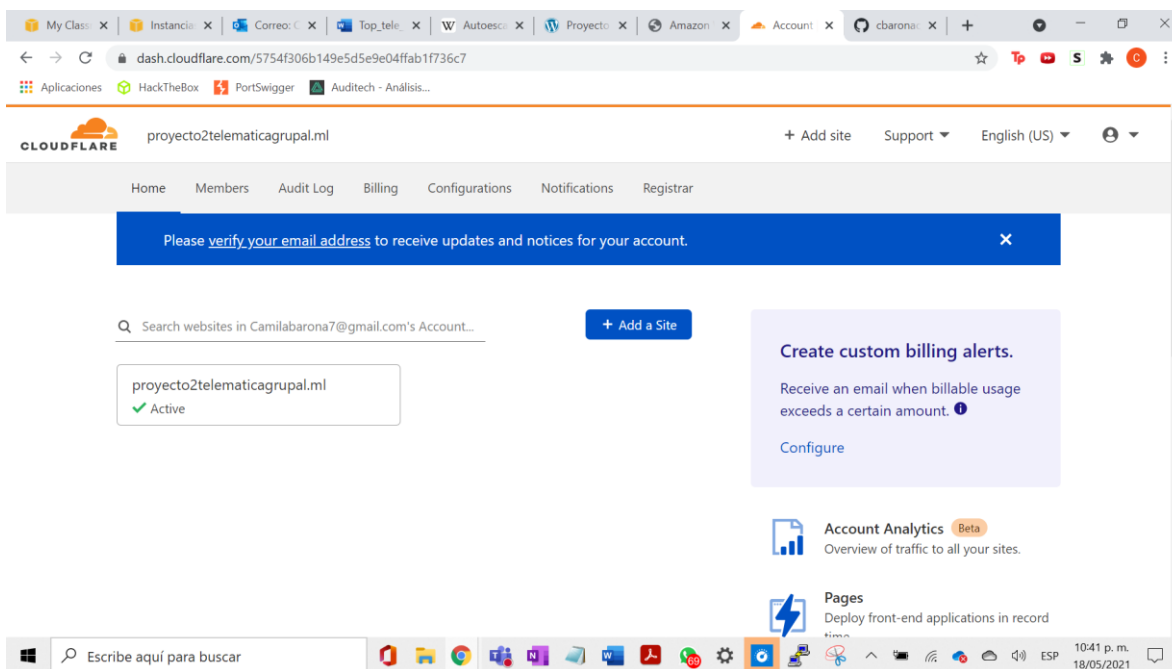 My Class
Instancia
Correo: C
Top_tele_
Autoesca
Proyecto
Amazon
Account
cbaronac
dash.cloudflare.com/5754f306b149e5d5e9e04ffab1f736c7
Aplicaciones
HackTheBox
PortSwigger
Auditech - Análisis...
CLOUDFLARE
proyecto2telematicagrupal.ml
+ Add site
Support
English (US)
Home
Members
Audit Log
Billing
Configurations
Notifications
Registrar
Please verify your email address to receive updates and notices for your account.
Search websites in Camilabarona7@gmail.com's Account...
+ Add a Site
proyecto2telematicagrupal.ml
Active
Create custom billing alerts.
Receive an email when billable usage
exceeds a certain amount.
Configure
Account Analytics Beta
Overview of traffic to all your sites.
Pages
Deploy front-end applications in record
time
Escribe aquí para buscar
69
ESP
10:41 p. m.
18/05/2021